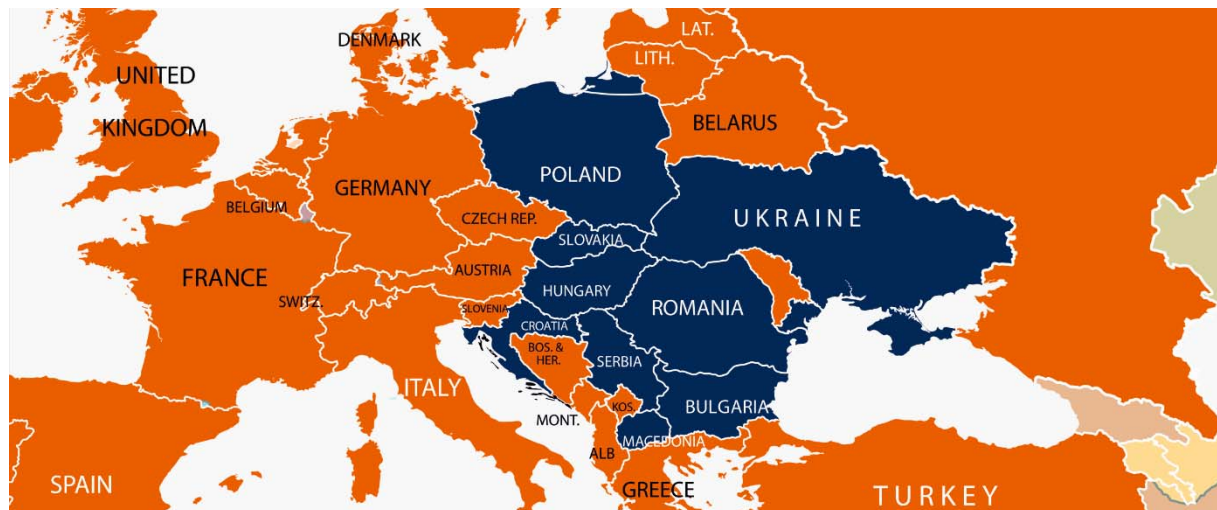 DENMARK
LAT.
LITH.
UNITED
KINGDOM
BELARUS
POLAND
GERMANY
BELGIUM
CZECH REP.
UKRAINE
SLOVAKIA
FRANCE
AUSTRIA
SWITZ.
HUNGARY
SLOVENIA
ROMANIA
CROATIA
BOS. &
HER.
SERBIA
ITALY
MONT.
KOS.
BULGARIA
MACEDONIA
ALB
SPAIN
GREECE
TURKEY